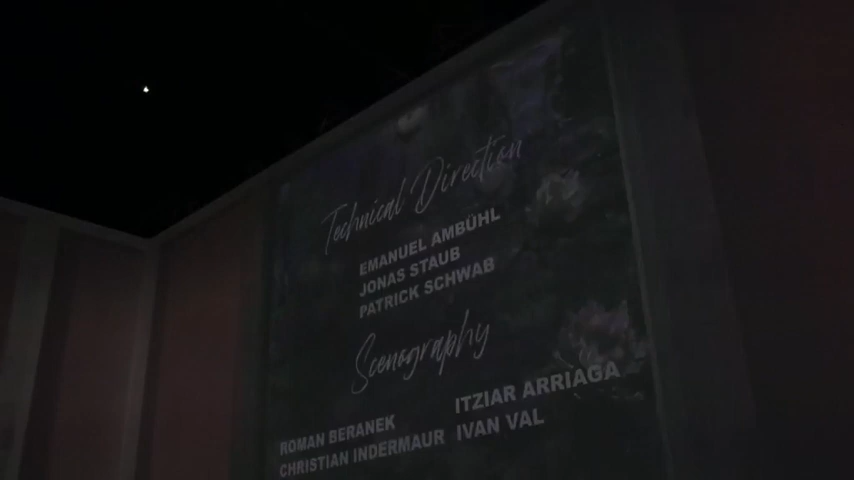 Technical Direction
EMANUEL AMBÜHL
JONAS STAUB
PATRICK SCHWAB
Scenography
ROMAN BERANEK
CHRISTIAN INDERMAUR
ITZIAR ARRIAGA
IVAN VAL